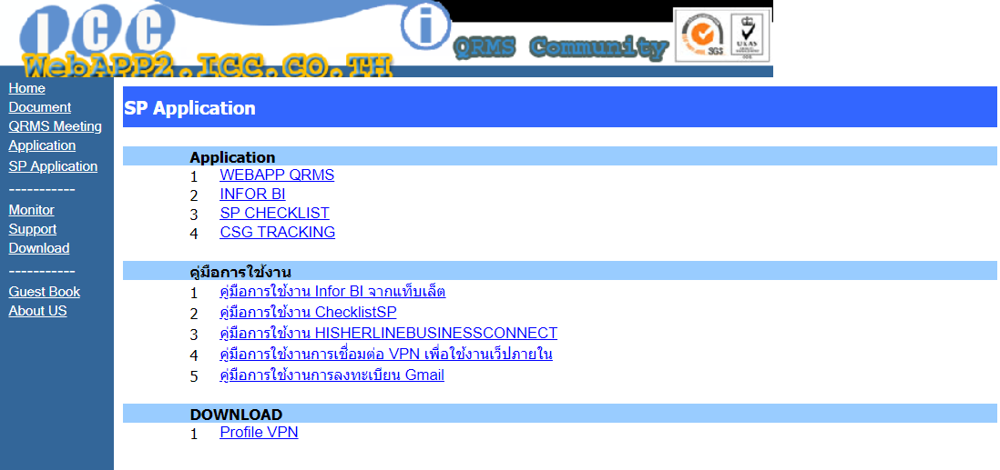 ICC
i
WebAPP2.ICC.CO.TH
QRMS Community
SGS
UKAS
Home
Document
QRMS Meeting
Application
SP Application
-----------
Monitor
Support
Download
-----------
Guest Book
About US
SP Application
Application
1 WEBAPP QRMS
2 INFOR BI
3 SP CHECKLIST
4 CSG TRACKING
คู่มือการใช้งาน
1 คู่มือการใช้งาน Infor BI จากแท็บเล็ต
2 คู่มือการใช้งาน ChecklistSP
3 คู่มือการใช้งาน HISHERLINEBUSINESSCONNECT
4 คู่มือการใช้งานการเชื่อมต่อ VPN เพื่อใช้งานเว็ปภายใน
5 คู่มือการใช้งานการลงทะเบียน Gmail
DOWNLOAD
1 Profile VPN